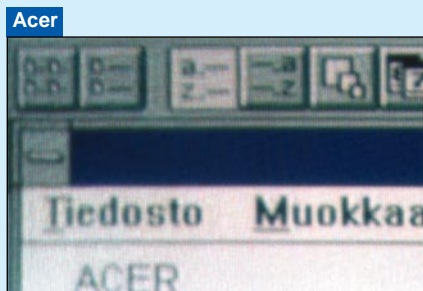 Acer
a— —a
z— —z
Tiedosto Muokkaa
ACER